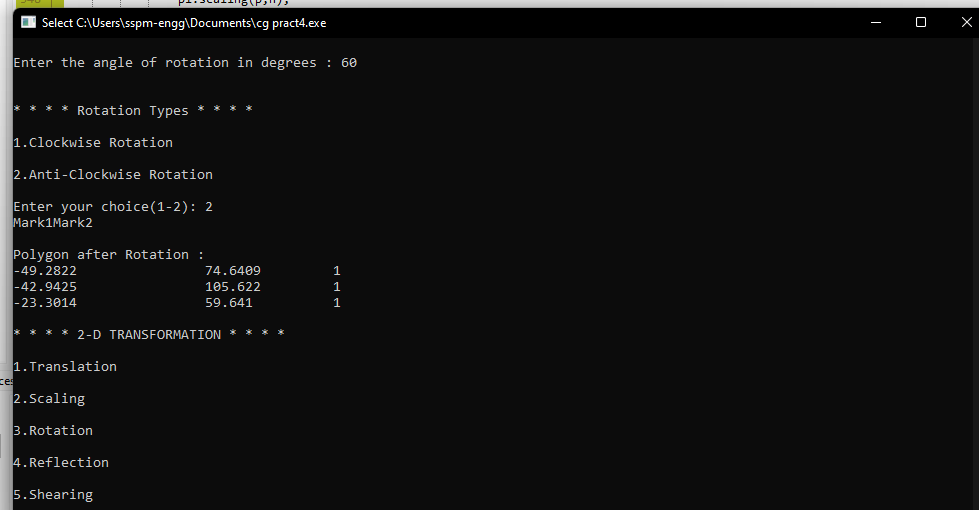 pl.scaling(p,n);
Select C:\Users\sspm-engg\Documents\cg pract4.exe
Enter the angle of rotation in degrees : 60
* * * * Rotation Types * * * *
1.Clockwise Rotation
2.Anti-Clockwise Rotation
Enter your choice(1-2): 2
Mark1Mark2
Polygon after Rotation :
-49.2822 74.6409 1
-42.9425 105.622 1
-23.3014 59.641 1
* * * * 2-D TRANSFORMATION * * * *
1.Translation
ces
2.Scaling
3.Rotation
4.Reflection
5.Shearing